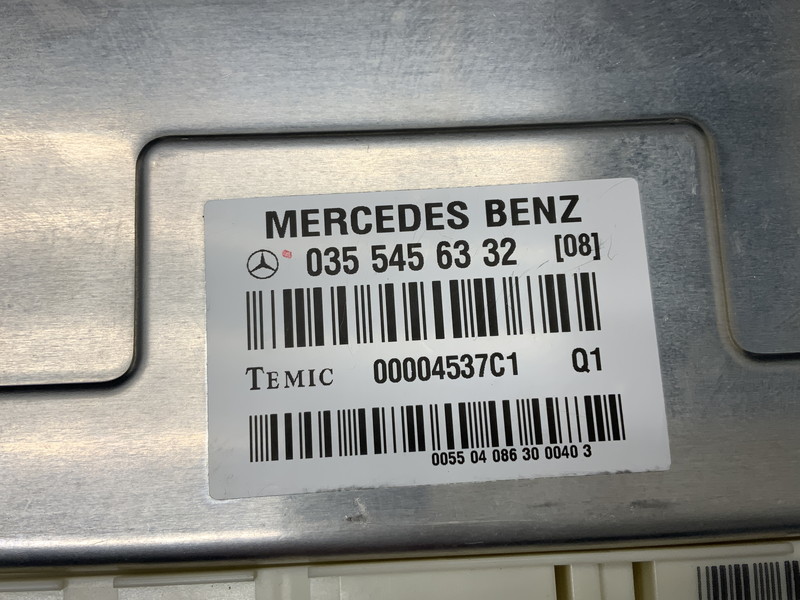 MERCEDES BENZ
035 545 63 32 [08]
TEMIC 00004537C1 Q1
0055 04 086 30 0040 3